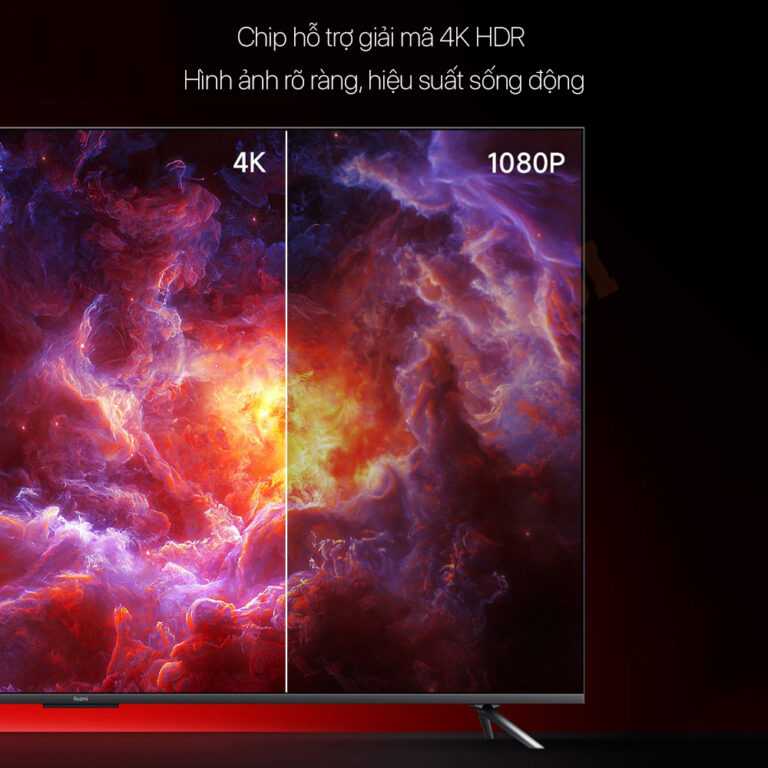 Chip hỗ trợ giải mã 4K HDR
Hình ảnh rõ ràng, hiệu suất sống động
4K
1080P
Redmi